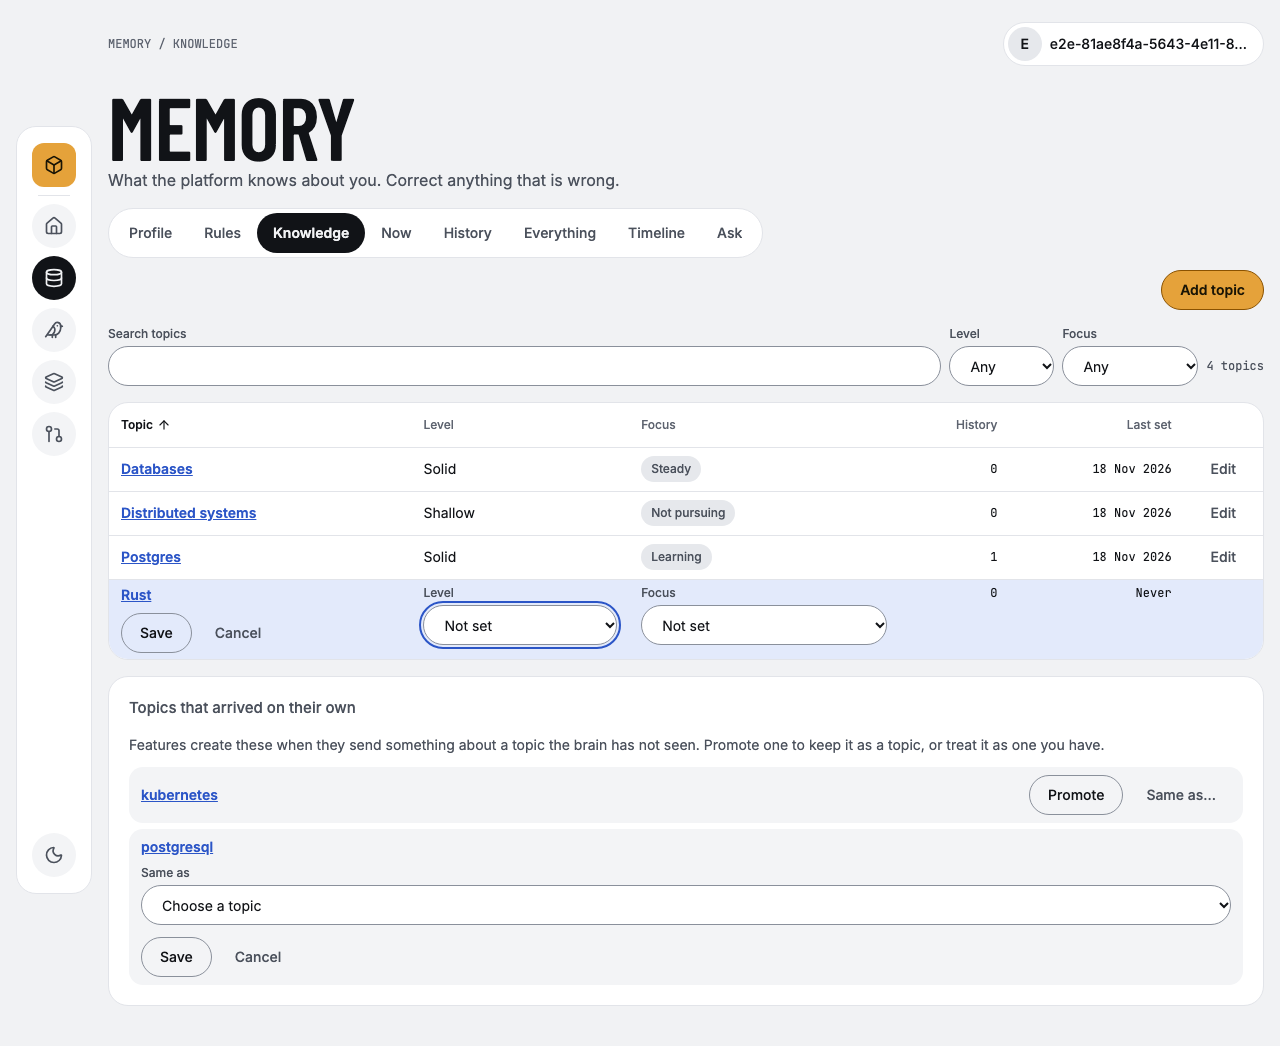 MEMORY / KNOWLEDGE
E e2e-81ae8f4a-5643-4e11-8...
MEMORY
What the platform knows about you. Correct anything that is wrong.
Profile Rules Knowledge Now History Everything Timeline Ask
Add topic
Search topics Level Focus
Any Any 4 topics
Topic ↑ Level Focus History Last set
Databases Solid Steady 0 18 Nov 2026 Edit
Distributed systems Shallow Not pursuing 0 18 Nov 2026 Edit
Postgres Solid Learning 1 18 Nov 2026 Edit
Rust Level Focus 0 Never
Save Cancel Not set Not set
Topics that arrived on their own
Features create these when they send something about a topic the brain has not seen. Promote one to keep it as a topic, or treat it as one you have.
kubernetes Promote Same as...
postgresql
Same as
Choose a topic
Save Cancel